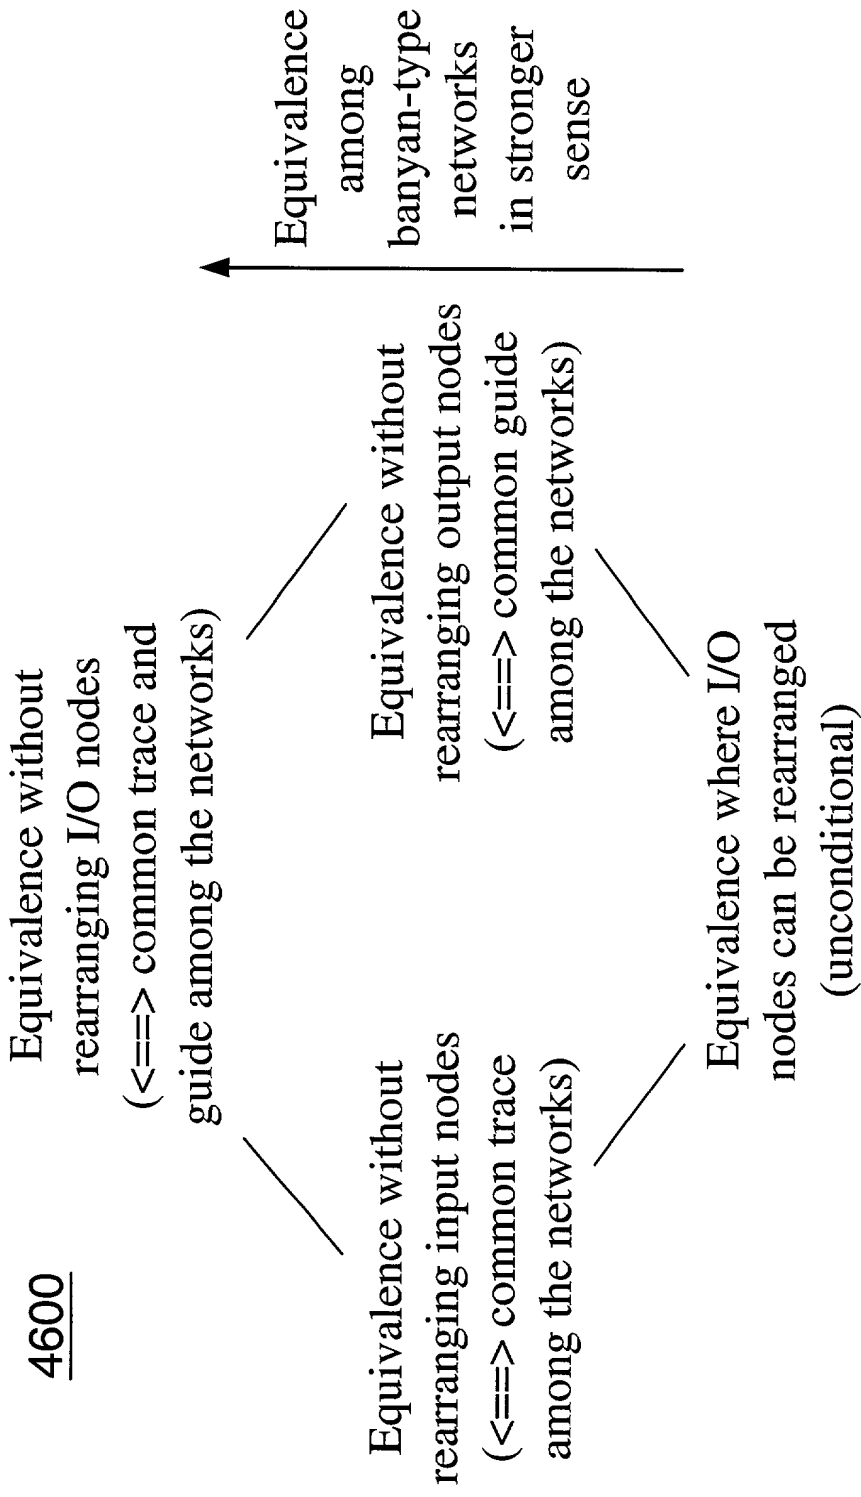 4600
Equivalence without
rearranging I/O nodes
(<==> common trace and
guide among the networks)
Equivalence without
rearranging input nodes
(<==> common trace
among the networks)
Equivalence without
rearranging output nodes
(<==> common guide
among the networks)
Equivalence where I/O
nodes can be rearranged
(unconditional)
Equivalence
among
banyan-type
networks
in stronger
sense